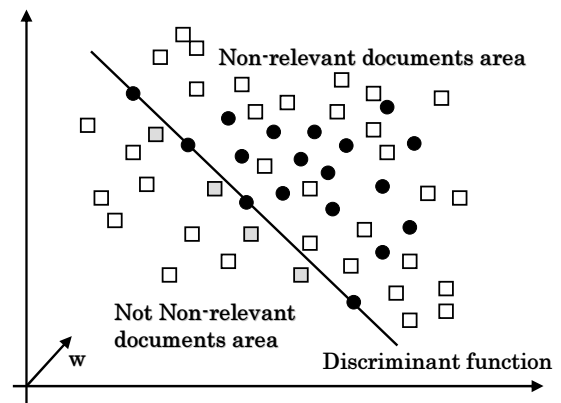 Non-relevant documents area
Not Non-relevant
documents area
w
Discriminant function